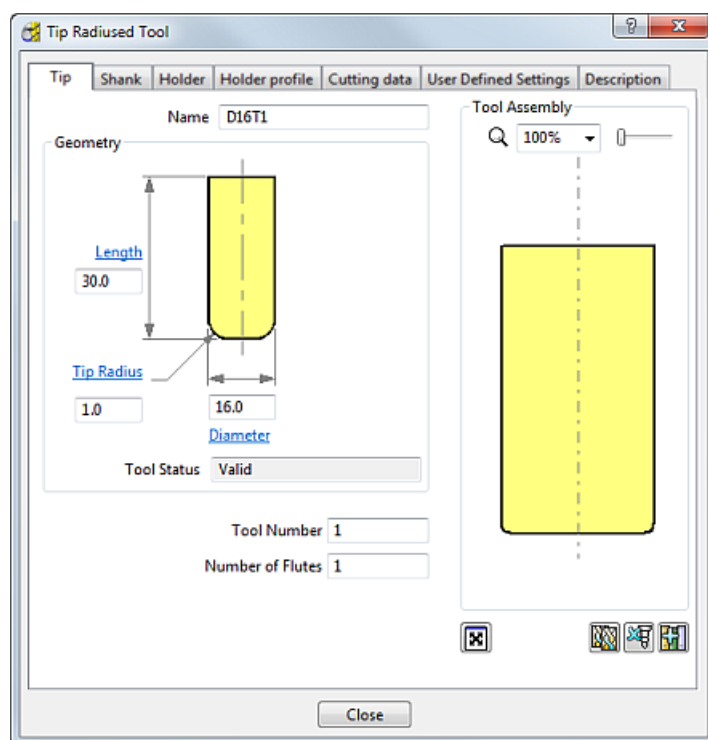 Tip Radiused Tool
Tip Shank Holder Holder profile Cutting data User Defined Settings Description
Name D16T1
Geometry
Length
30.0
Tip Radius
1.0
16.0
Diameter
Tool Status Valid
Tool Number 1
Number of Flutes 1
Tool Assembly
100%
Close